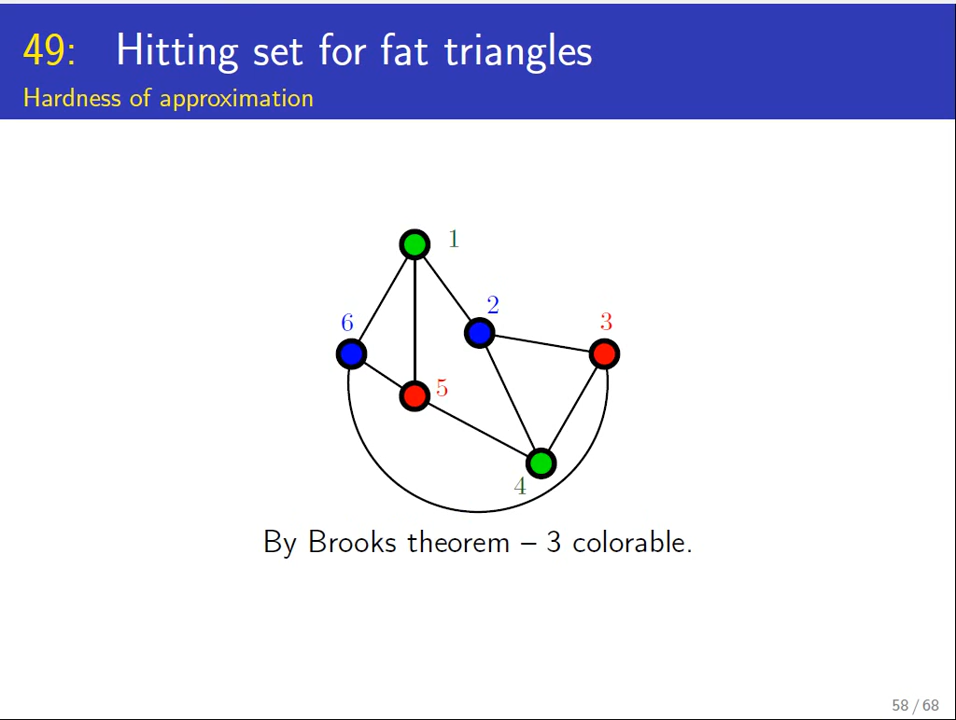 49: Hitting set for fat triangles
Hardness of approximation
1
2
6
3
5
4
By Brooks theorem – 3 colorable.
58 / 68